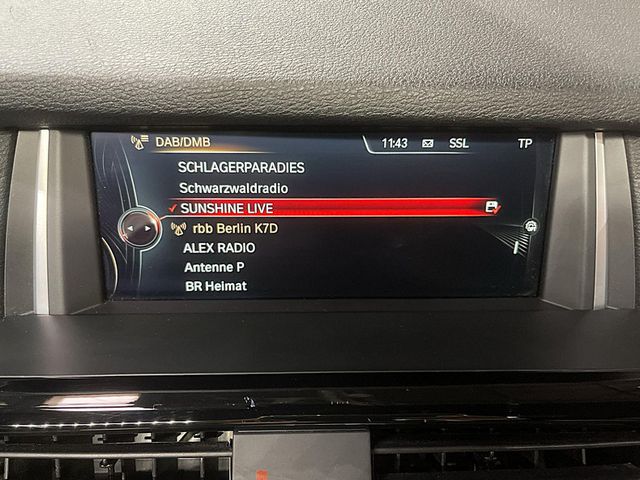 DAB/DMB 11:43 SSL TP
SCHLAGERPARADIES
Schwarzwaldradio
SUNSHINE LIVE
rbb Berlin K7D
ALEX RADIO
Antenne P
BR Heimat